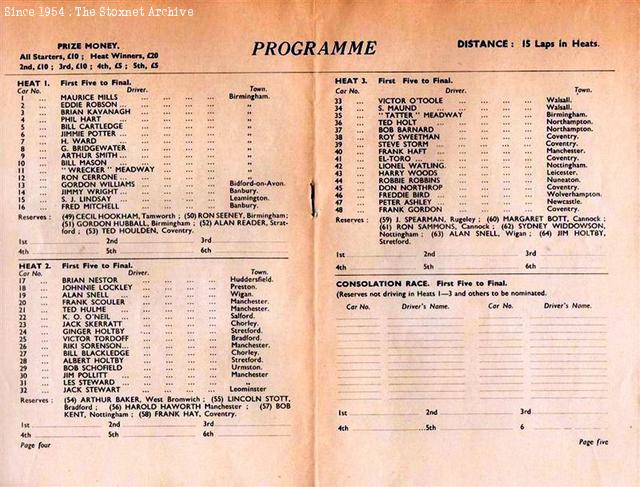 Since 1954 : The Stoxnet Archive
PRIZE MONEY.
All Starters, £10 ; Heat Winners, £20
2nd, £10 ; 3rd, £10 ; 4th, £5 ; 5th, £5
PROGRAMME
DISTANCE : 15 Laps in Heats.
HEAT 1. First Five to Final.
Car No. Driver. Town.
1 ... MAURICE MILLS ... ... ... ... Birmingham.
2 ... EDDIE ROBSON ... ... ... ... ... „
3 ... BRIAN KAVANAGH ... ... ... ... „
4 ... PHIL HART ... ... ... ... ... „
5 ... BILL CARTLEDGE ... ... ... ... „
6 ... JIMMIE POTTER ... ... ... ... „
7 ... H. WARD ... ... ... ... „
8 ... G. BRIDGEWATER ... ... ... ... „
9 ... ARTHUR SMITH ... ... ... ... ... „
10 ... BILL MASON ... ... ... ... ... „
11 ... " WRECKER " MEADWAY ... ... ... „
12 ... RON CERRONE ... ... ... ... ... „
13 ... GORDON WILLIAMS ... ... ... ... Bidford-on-Avon.
14 ... JIMMY WRIGHT ... ... ... ... ... Banbury.
15 ... S. J. LINDSAY ... ... ... ... Leamington.
16 ... FRED MITCHELL ... ... ... ... Banbury.
Reserves : (49) CECIL HOOKHAM, Tamworth ; (50) RON SEENEY, Birmingham;
(51) GORDON HUBBALL, Birmingham ; (52) ALAN READER, Strat-
ford ; (53) TED HOULDEN, Coventry.
1st 2nd 3rd
4th 5th 6th
HEAT 2. First Five to Final.
Car No. Driver. Town.
17 ... BRIAN NESTOR ... ... ... ... Huddersfield.
18 ... JOHNNIE LOCKLEY ... ... ... ... Preston.
19 ... ALAN SNELL ... ... ... ... ... Wigan.
20 ... FRANK SCOULER ... ... ... ... Manchester.
21 ... TED HULME ... ... ... ... ... Manchester.
22 ... K. O. O'NEIL ... ... ... ... Salford.
23 ... JACK SKERRATT ... ... ... ... Chorley.
24 ... GINGER HOLTBY ... ... ... ... Stretford.
25 ... VICTOR TORDOFF ... ... ... ... Bradford.
26 ... RIKI SORENSON... ... ... ... ... Manchester.
27 ... BILL BLACKLEDGE ... ... ... ... Chorley.
28 ... ALBERT HOLTBY ... ... ... ... Stretford.
29 ... BOB SCHOFIELD ... ... ... ... Urmston.
30 ... JIM POLLITT ... ... ... ... ... Manchester
31 ... LES STEWARD ... ... ... ... ... „
32 ... JACK STEWART ... ... ... ... Leominster
Reserves : (54) ARTHUR BAKER, West Bromwich ; (55) LINCOLN STOTT,
Bradford ; (56) HAROLD HAWORTH Manchester ; (57) BOB
KENT, Nottingham ; (58) FRANK HAY, Coventry.
1st 2nd 3rd
4th 5th 6th
Page four
HEAT 3. First Five to Final.
Car No. Driver. Town.
33 ... VICTOR O'TOOLE ... ... ... ... Walsall.
34 ... S. MAUND ... ... ... ... ... Walsall.
35 ... " TATTER " MEADWAY ... ... ... Birmingham.
36 ... TED HOLT ... ... ... ... ... Northampton.
37 ... BOB BARNARD ... ... ... ... Northampton.
38 ... ROY SWEETMAN ... ... ... ... Coventry.
39 ... STEVE STORM ... ... ... ... ... Coventry.
40 ... FRANK HAFT ... ... ... ... ... Manchester.
41 ... EL-TORO ... ... ... ... ... Coventry.
42 ... LIONEL WATLING. ... ... ... ... Nottingham.
43 ... HARRY WOODS ... ... ... ... Leicester.
44 ... ROBBIE ROBBINS ... ... ... ... Nuneaton.
45 ... DON NORTHROP ... ... ... ... Coventry.
46 ... FREDDIE BIRD ... ... ... ... Wolverhampton.
47 ... PETER ASHLEY ... ... ... ... Newcastle.
48 ... FRANK GORDON ... ... ... ... Coventry.
Reserves : (59) J. SPEARMAN, Rugeley ; (60) MARGARET BOTT, Cannock ;
(61) RON SAMMONS, Cannock ; (62) SYDNEY WIDDOWSON,
Nottingham ; (63) ALAN SNELL, Wigan ; (64) JIM HOLTBY,
Stretford.
1st 2nd 3rd
4th 5th 6th
CONSOLATION RACE. First Five to Final.
(Reserves not driving in Heats 1—3 and others to be nominated.
Car No. Driver's Name. Car No. Driver's Name.
1st 2nd 3rd
4th ...5th 6
Page five